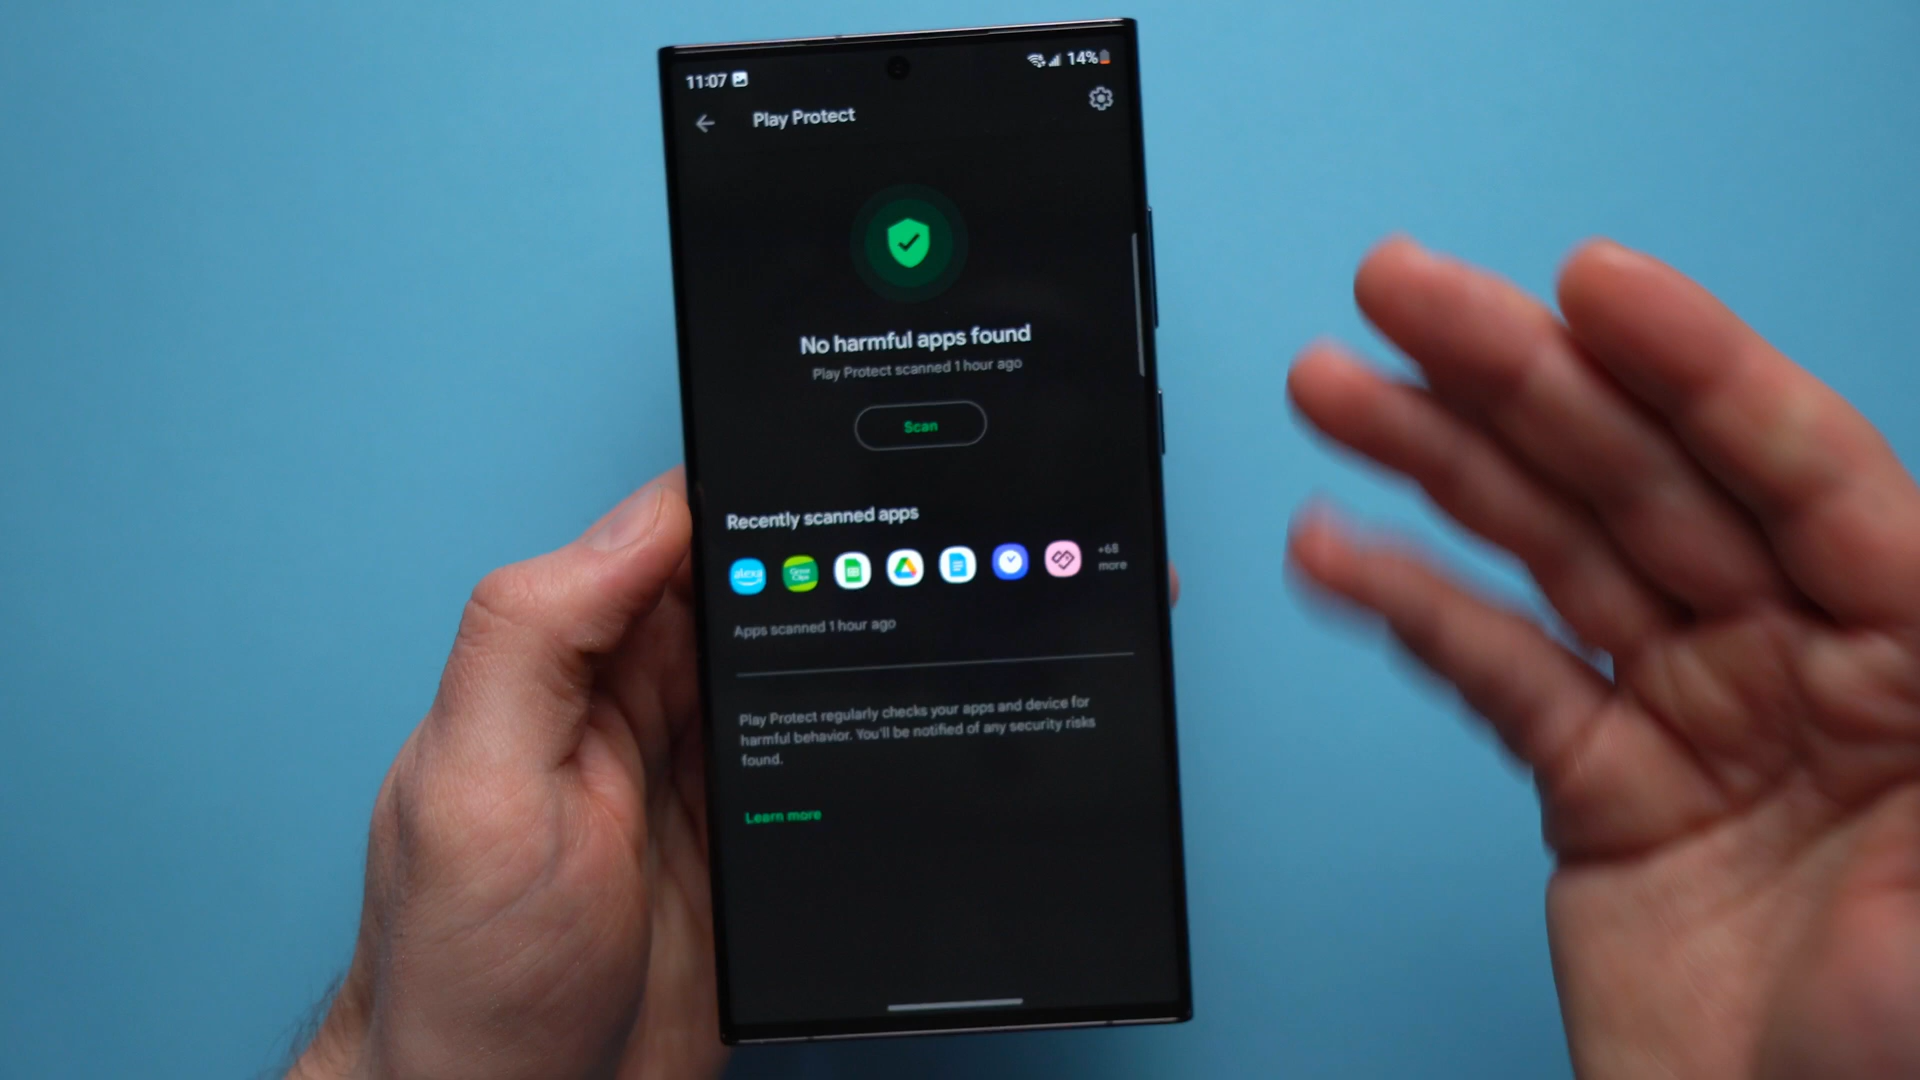 11:07
14%
Play Protect
No harmful apps found
Play Protect scanned 1 hour ago
Scan
Recently scanned apps
alexa
Great Clips
+68
more
Apps scanned 1 hour ago
Play Protect regularly checks your apps and device for
harmful behavior. You'll be notified of any security risks
found.
Learn more